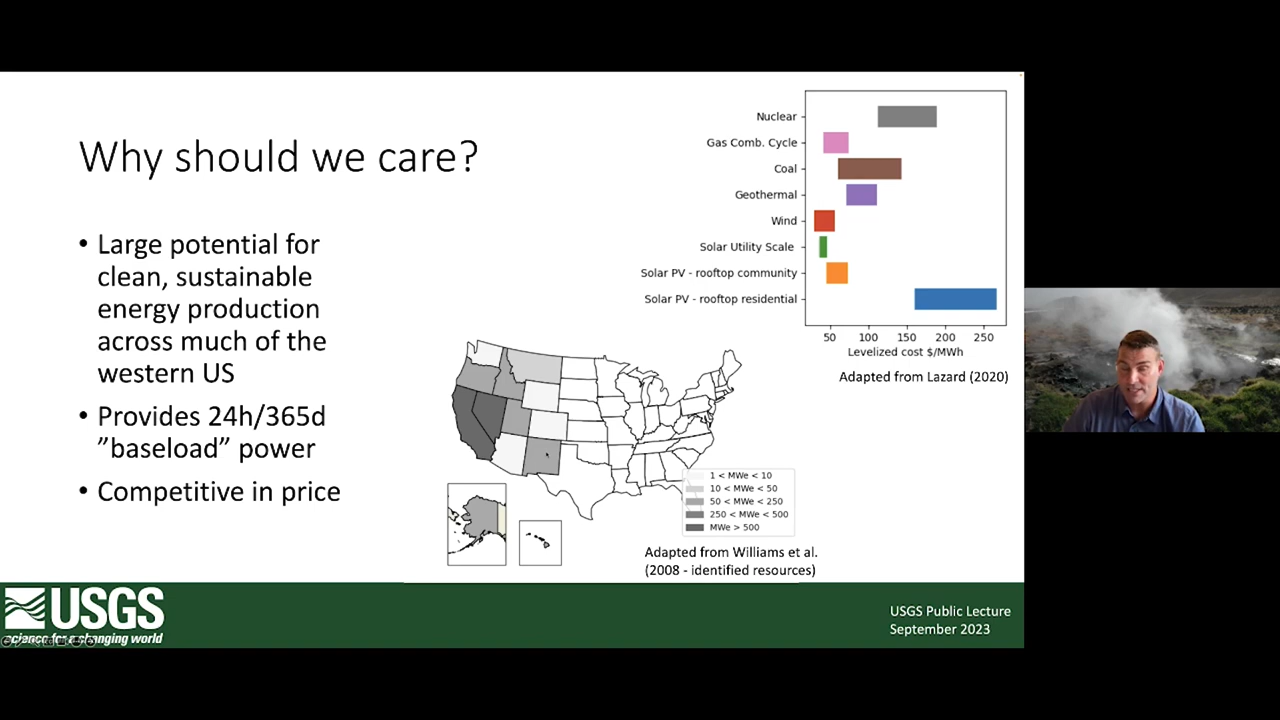 Why should we care?
• Large potential for
clean, sustainable
energy production
across much of the
western US
• Provides 24h/365d
”baseload” power
• Competitive in price
Nuclear
Gas Comb. Cycle
Coal
Geothermal
Wind
Solar Utility Scale
Solar PV - rooftop community
Solar PV - rooftop residential
50 100 150 200 250
Levelized cost $/MWh
Adapted from Lazard (2020)
1 < MWe < 10
10 < MWe < 50
50 < MWe < 250
250 < MWe < 500
MWe > 500
Adapted from Williams et al.
(2008 - identified resources)
USGS
science for a changing world
USGS Public Lecture
September 2023